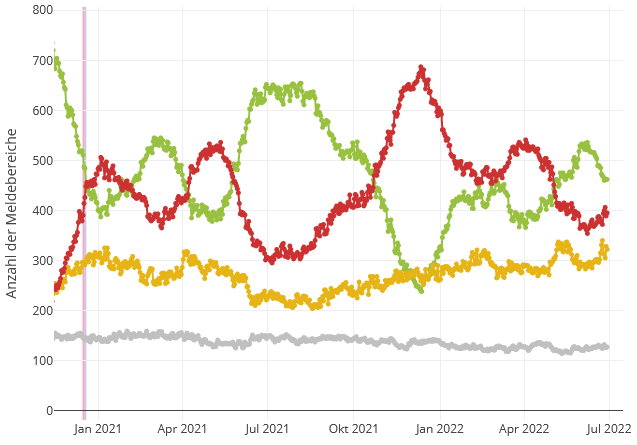 Anzahl der Meldebereiche
800
700
600
500
400
300
200
100
0
Jan 2021
Apr 2021
Jul 2021
Okt 2021
Jan 2022
Apr 2022
Jul 2022